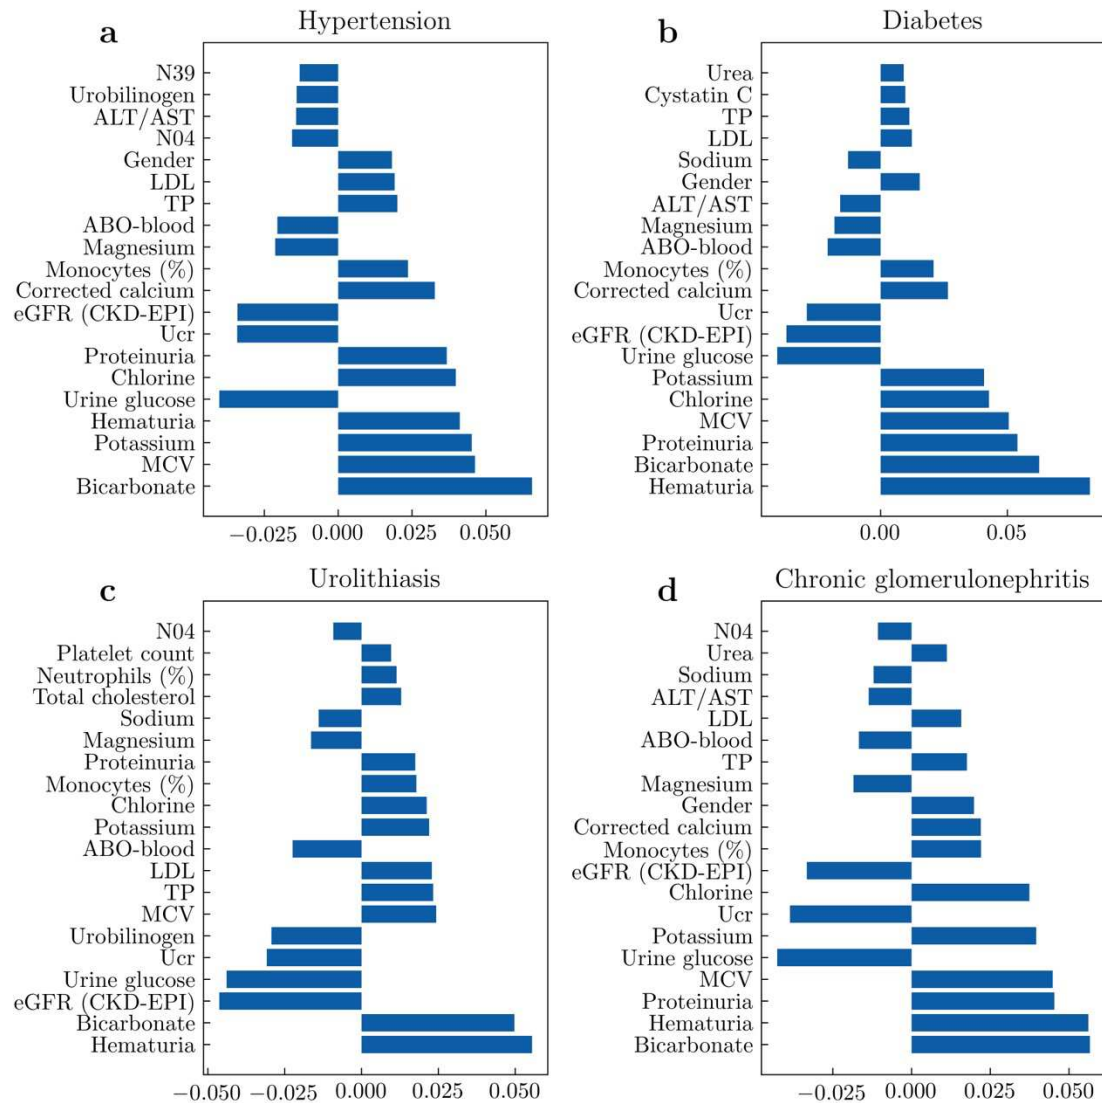 a Hypertension
N39
Urobilinogen
ALT/AST
N04
Gender
LDL
TP
ABO-blood
Magnesium
Monocytes (%)
Corrected calcium
eGFR (CKD-EPI)
Ucr
Proteinuria
Chlorine
Urine glucose
Hematuria
Potassium
MCV
Bicarbonate
−0.025 0.000 0.025 0.050
b Diabetes
Urea
Cystatin C
TP
LDL
Sodium
Gender
ALT/AST
Magnesium
ABO-blood
Monocytes (%)
Corrected calcium
Ucr
eGFR (CKD-EPI)
Urine glucose
Potassium
Chlorine
MCV
Proteinuria
Bicarbonate
Hematuria
0.00 0.05
c Urolithiasis
N04
Platelet count
Neutrophils (%)
Total cholesterol
Sodium
Magnesium
Proteinuria
Monocytes (%)
Chlorine
Potassium
ABO-blood
LDL
TP
MCV
Urobilinogen
Ucr
Urine glucose
eGFR (CKD-EPI)
Bicarbonate
Hematuria
−0.050 −0.025 0.000 0.025 0.050
d Chronic glomerulonephritis
N04
Urea
Sodium
ALT/AST
LDL
ABO-blood
TP
Magnesium
Gender
Corrected calcium
Monocytes (%)
eGFR (CKD-EPI)
Chlorine
Ucr
Potassium
Urine glucose
MCV
Proteinuria
Hematuria
Bicarbonate
−0.025 0.000 0.025 0.050